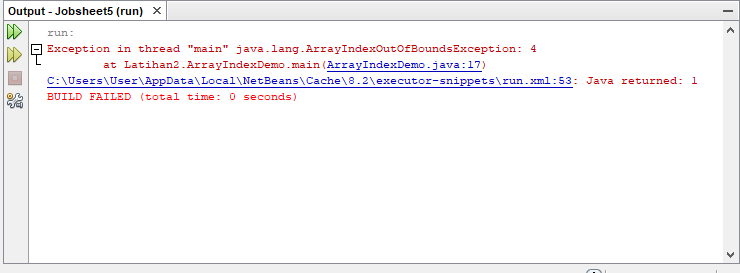 Output - Jobsheet5 (run)
run:
Exception in thread "main" java.lang.ArrayIndexOutOfBoundsException: 4
at Latihan2.ArrayIndexDemo.main(ArrayIndexDemo.java:17)
C:\Users\User\AppData\Local\NetBeans\Cache\8.2\executor-snippets\run.xml:53: Java returned: 1
BUILD FAILED (total time: 0 seconds)